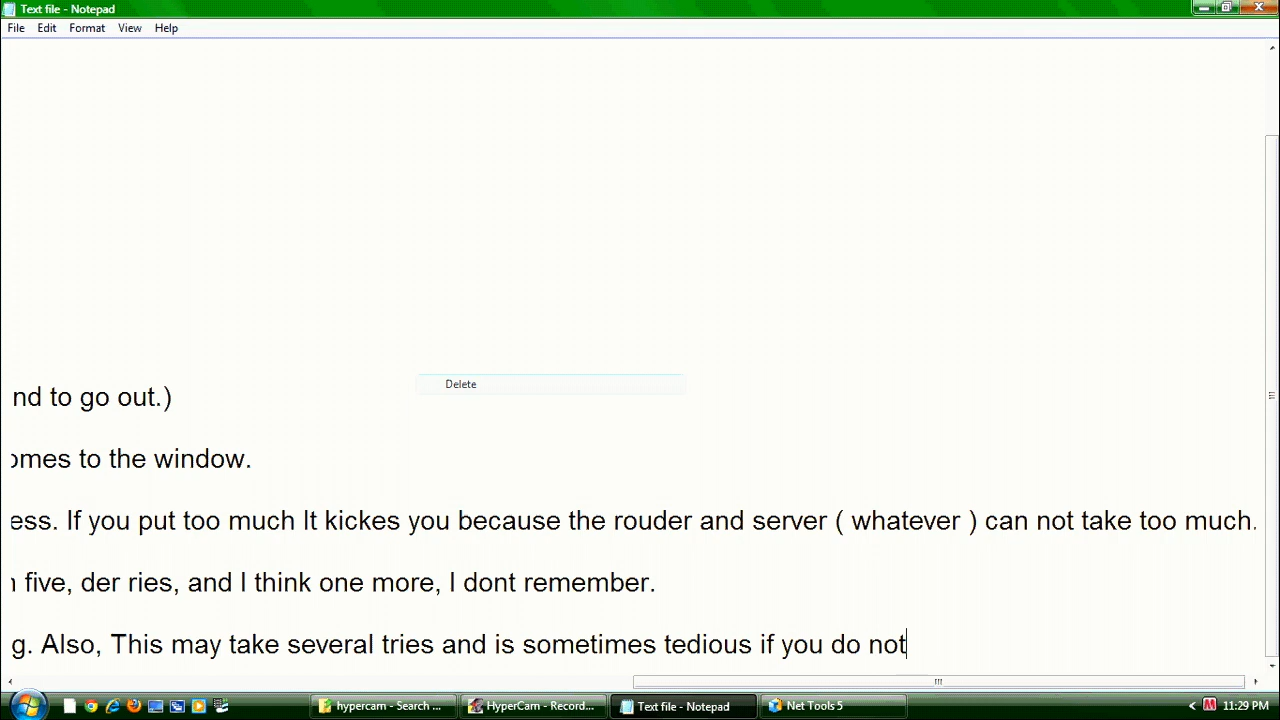 Text file - Notepad
File Edit Format View Help
Delete
nd to go out.)
omes to the window.
ess. If you put too much It kickes you because the rouder and server ( whatever ) can not take too much.
five, der ries, and I think one more, I dont remember.
g. Also, This may take several tries and is sometimes tedious if you do not
hypercam - Search ... HyperCam - Record... Text file - Notepad Net Tools 5 11:29 PM